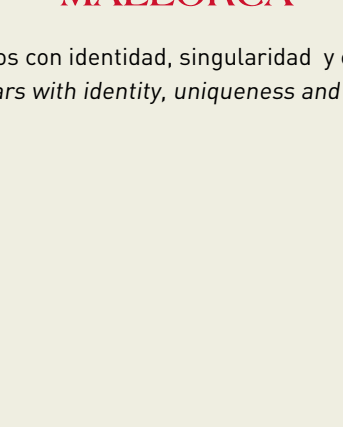 MALLORCA
os con identidad, singularidad y
ars with identity, uniqueness and